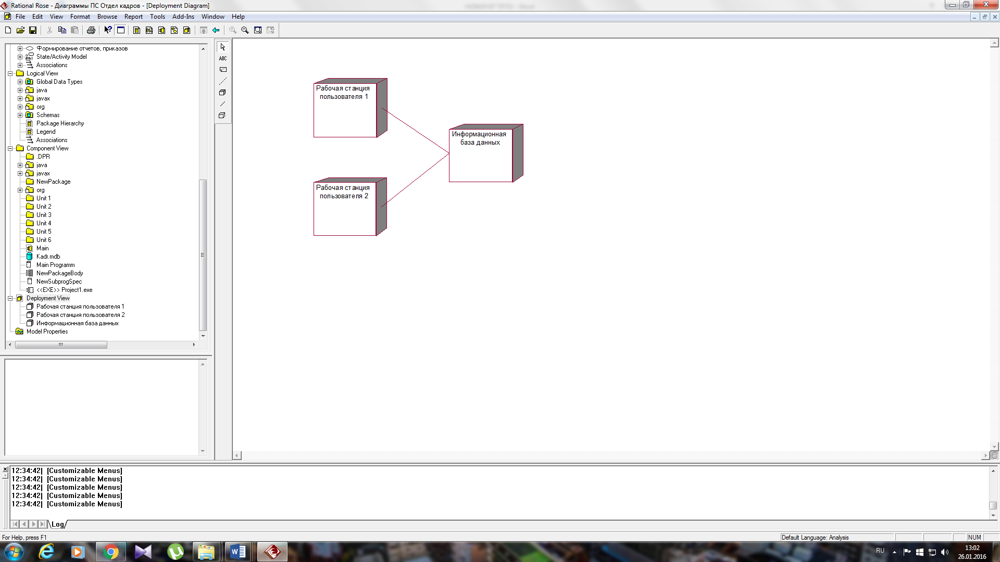 Rational Rose - Диаграммы ПС Отдел кадров - [Deployment Diagram]
File Edit View Format Browse Report Tools Add-Ins Window Help
Формирование отчетов, приказов
State/Activity Model
Associations
Logical View
Global Data Types
java
javax
org
Schemas
Package Hierarchy
Legend
Associations
Component View
.DPR
java
javax
NewPackage
org
Unit 1
Unit 2
Unit 3
Unit 4
Unit 5
Unit 6
Main
Kadr.mdb
Main Programm
NewPackageBody
NewSubprogSpec
<<EXE>> Project1.exe
Deployment View
Рабочая станция пользователя 1
Рабочая станция пользователя 2
Информационная база данных
Model Properties
ABC
Рабочая станция
пользователя 1
Информационная
база данных
Рабочая станция
пользователя 2
12:34:42| [Customizable Menus]
12:34:42| [Customizable Menus]
12:34:42| [Customizable Menus]
12:34:42| [Customizable Menus]
12:34:42| [Customizable Menus]
Log
For Help, press F1
Default Language: Analysis
NUM
RU
13:02
26.01.2016